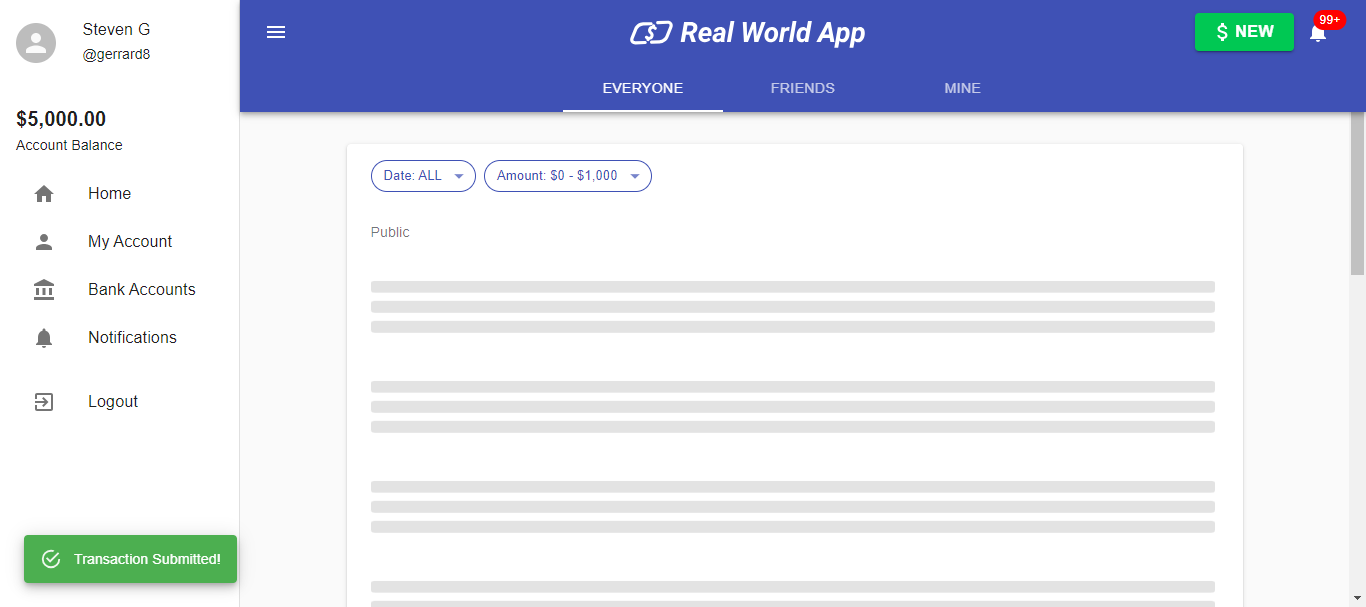 Steven G
@gerrard8
$5,000.00
Account Balance
Home
My Account
Bank Accounts
Notifications
Logout
Transaction Submitted!
Real World App
$ NEW
99+
EVERYONE
FRIENDS
MINE
Date: ALL
Amount: $0 - $1,000
Public